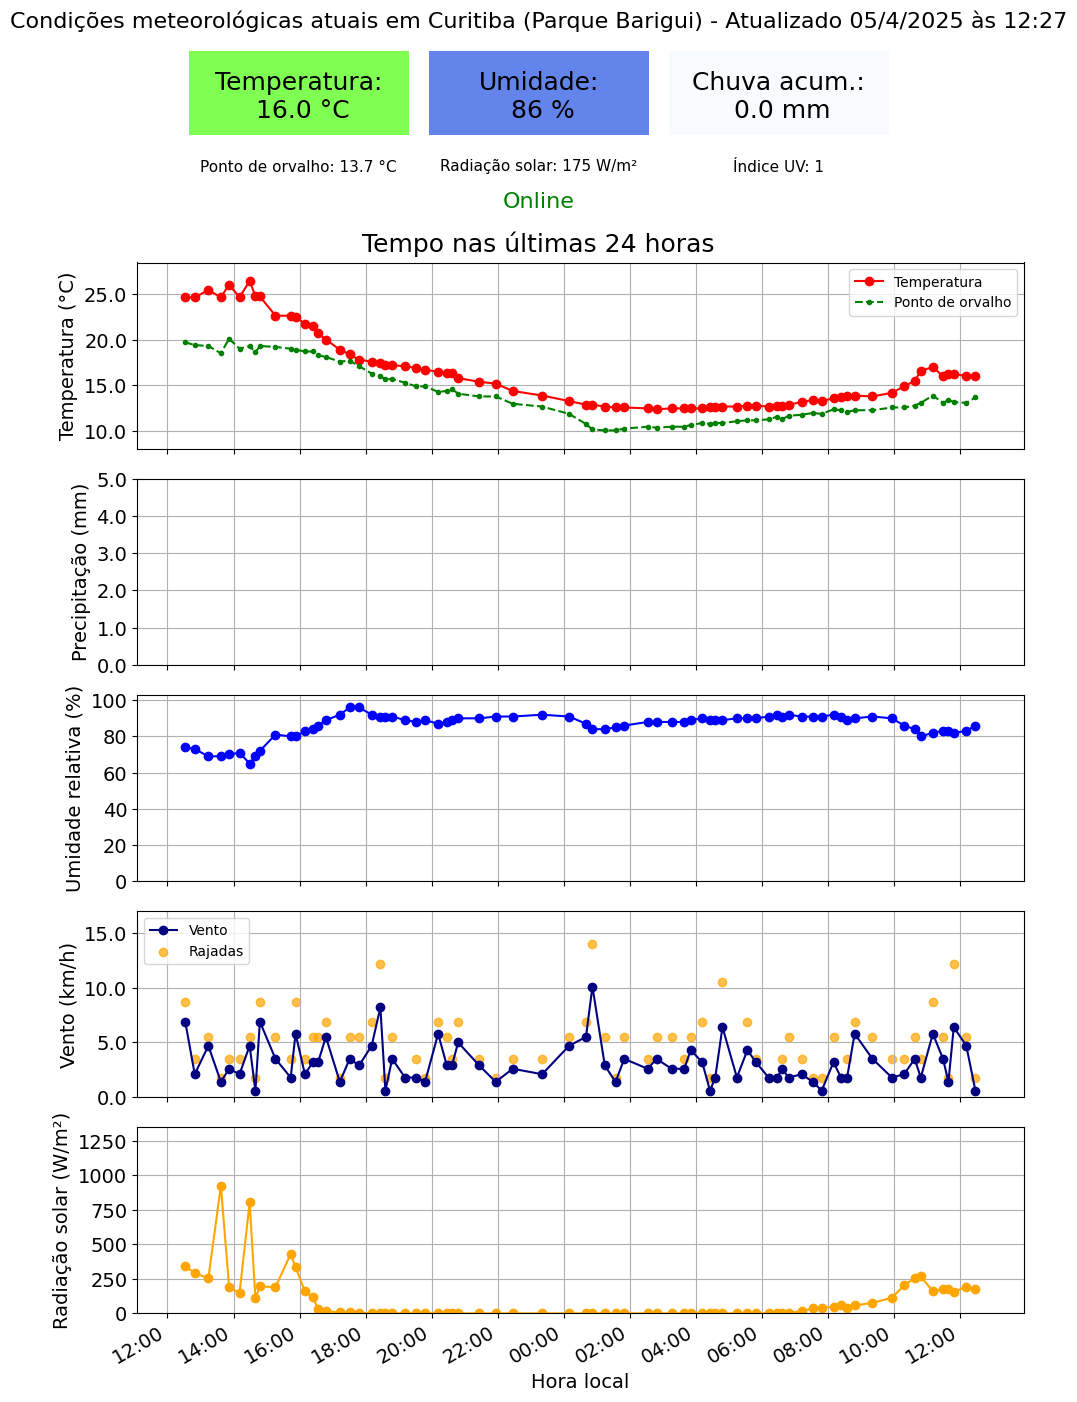 Condições meteorológicas atuais em Curitiba (Parque Barigui) - Atualizado 05/4/2025 às 12:27
Temperatura:
16.0 °C
Umidade:
86 %
Chuva acum.:
0.0 mm
Ponto de orvalho: 13.7 °C
Radiação solar: 175 W/m²
Índice UV: 1
Online
Tempo nas últimas 24 horas
Temperatura (°C)
25.0
20.0
15.0
10.0
Temperatura
Ponto de orvalho
Precipitação (mm)
5.0
4.0
3.0
2.0
1.0
0.0
Umidade relativa (%)
100
80
60
40
20
0
Vento (km/h)
15.0
10.0
5.0
0.0
Vento
Rajadas
Radiação solar (W/m²)
1250
1000
750
500
250
0
12:00
14:00
16:00
18:00
20:00
22:00
00:00
02:00
04:00
06:00
08:00
10:00
12:00
Hora local